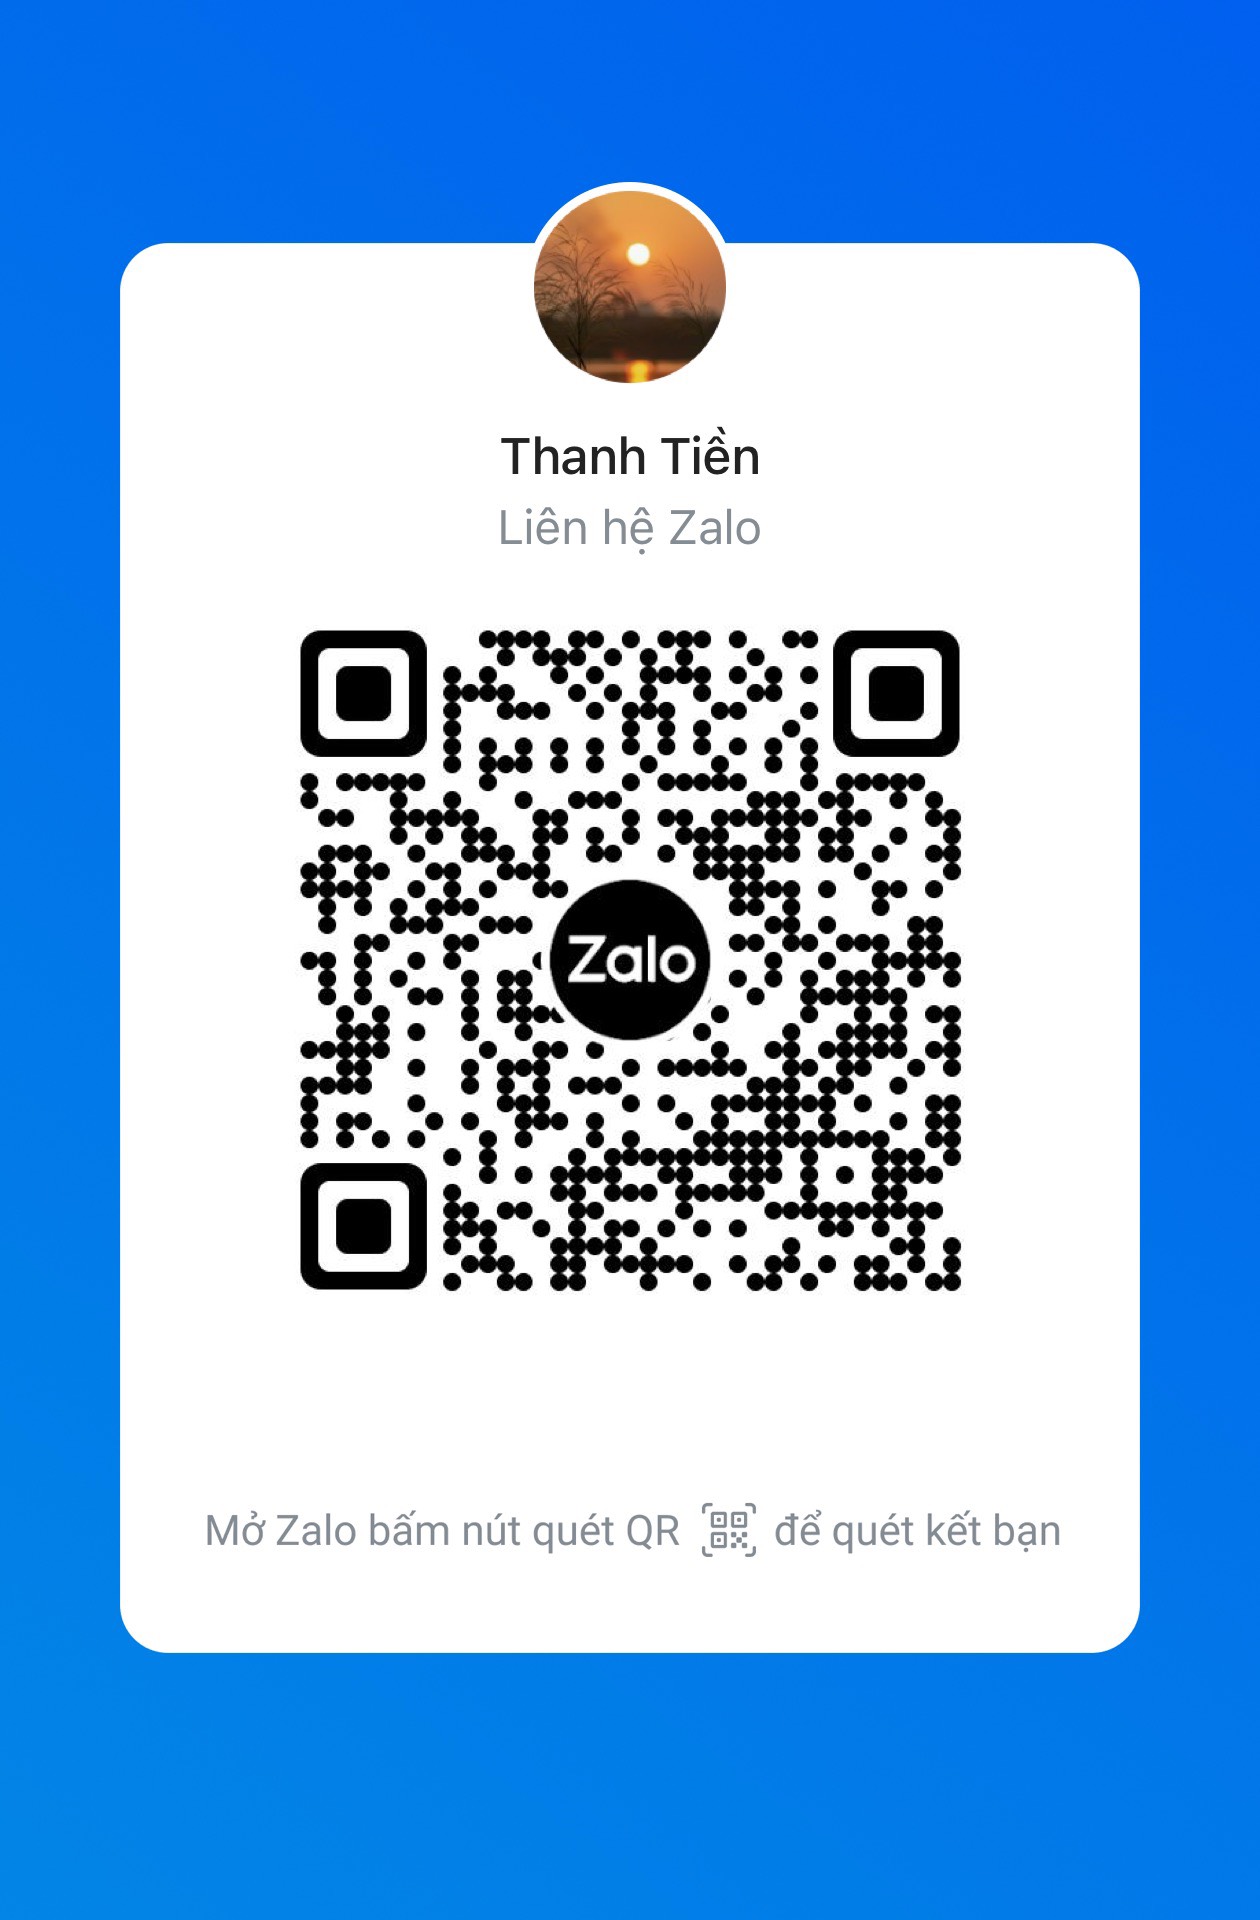 Thanh Tiền
Liên hệ Zalo
Zalo
Mở Zalo bấm nút quét QR để quét kết bạn